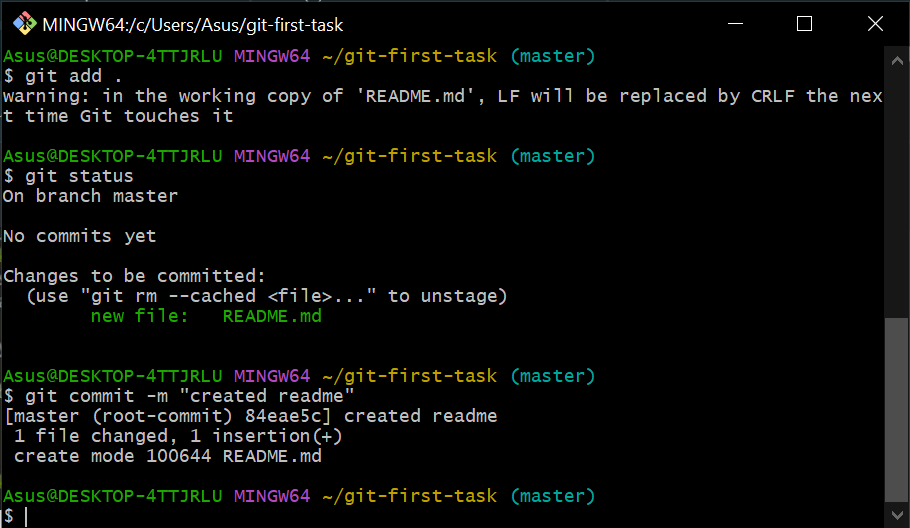 MINGW64:/c/Users/Asus/git-first-task
Asus@DESKTOP-4TTJRLU MINGW64 ~/git-first-task (master)
$ git add .
warning: in the working copy of 'README.md', LF will be replaced by CRLF the nex
t time Git touches it
Asus@DESKTOP-4TTJRLU MINGW64 ~/git-first-task (master)
$ git status
On branch master
No commits yet
Changes to be committed:
  (use "git rm --cached <file>..." to unstage)
        new file:   README.md
Asus@DESKTOP-4TTJRLU MINGW64 ~/git-first-task (master)
$ git commit -m "created readme"
[master (root-commit) 84eae5c] created readme
 1 file changed, 1 insertion(+)
 create mode 100644 README.md
Asus@DESKTOP-4TTJRLU MINGW64 ~/git-first-task (master)
$